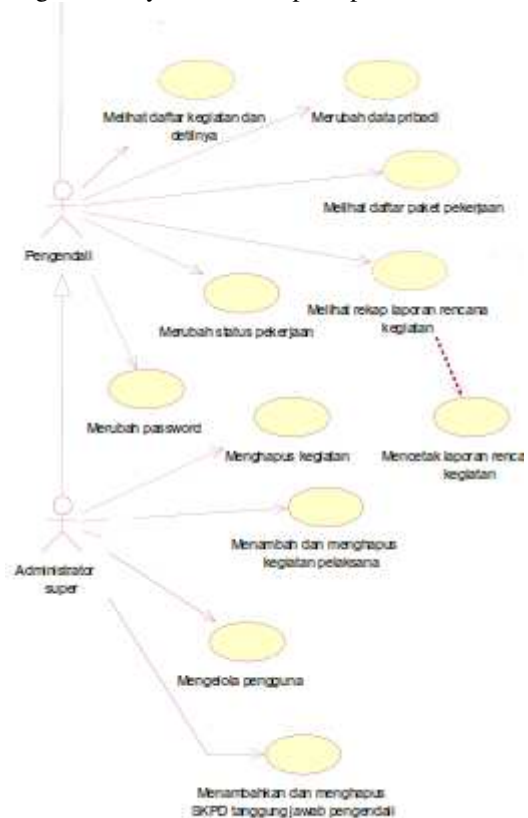 Melihat daftar kegiatan dan
detilnya
Merubah data pribadi
Melihat daftar paket pekerjaan
Pengendali
Merubah status pekerjaan
Melihat rekap laporan rencana
kegiatan
Merubah password
Menghapus kegiatan
Mencetak laporan renca
kegiatan
Menambah dan menghapus
kegiatan pelaksana
Administrator
super
Mengelola pengguna
Menambahkan dan menghapus
SKPD tanggung jawab pengendali